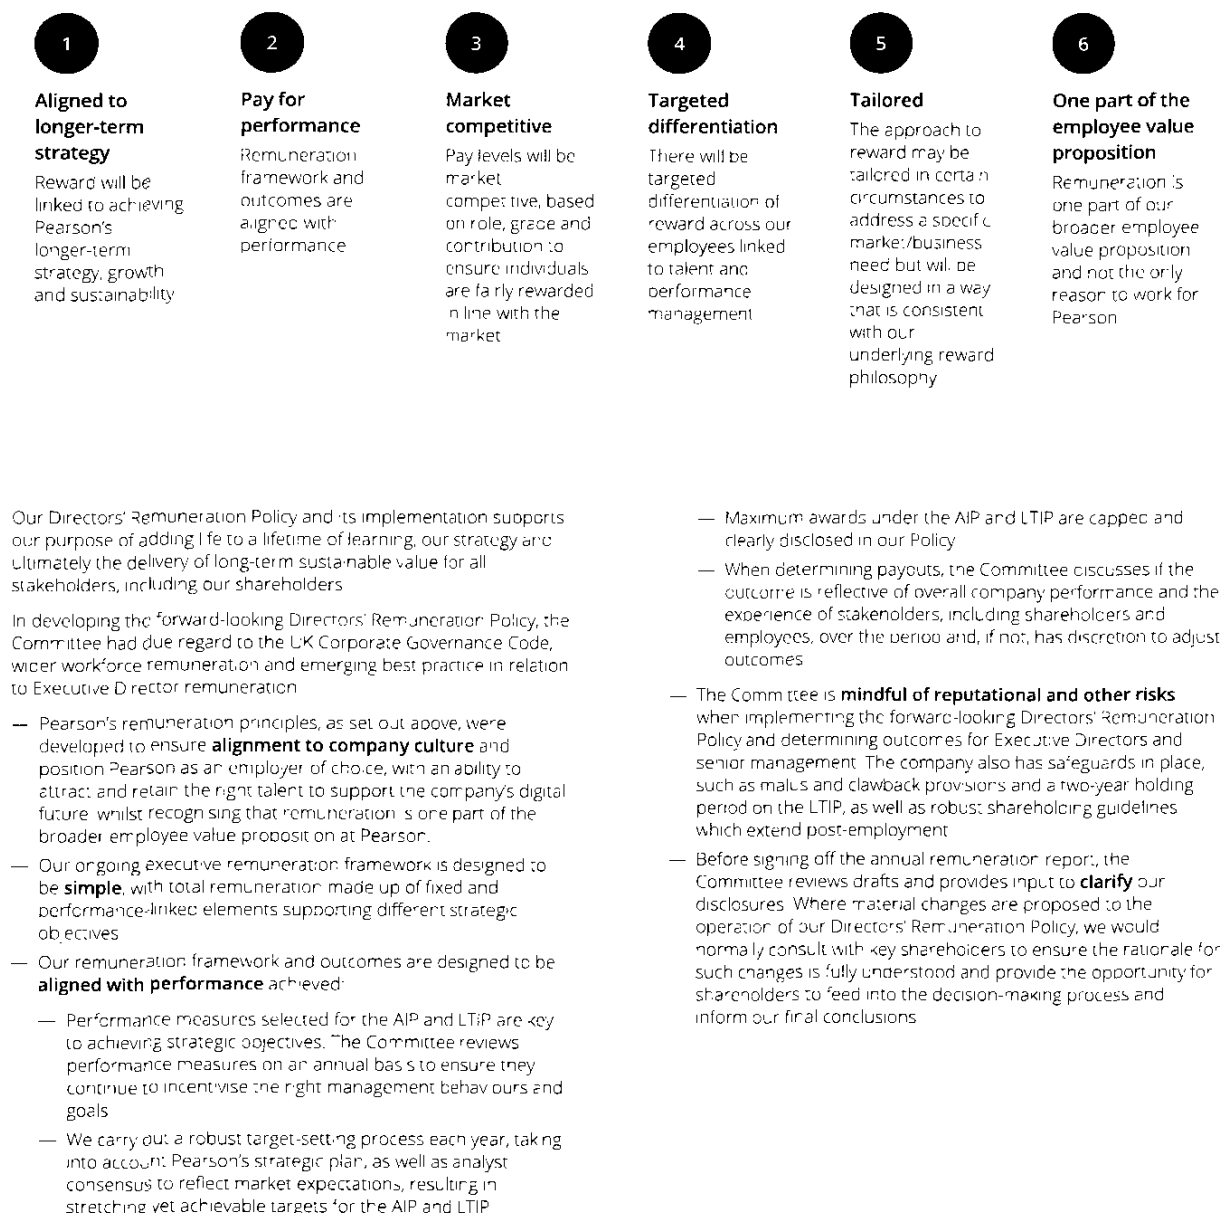 1
Aligned to
longer-term
strategy
Reward will be
linked to achieving
Pearson's
longer-term
strategy, growth
and sustainability
2
Pay for
performance
Remuneration
framework and
outcomes are
aligned with
performance
3
Market
competitive
Pay levels will be
market
competitive, based
on role, grade and
contribution to
ensure individuals
are fairly rewarded
in line with the
market
4
Targeted
differentiation
There will be
targeted
differentiation of
reward across our
employees linked
to talent and
performance
management
5
Tailored
The approach to
reward may be
tailored in certain
circumstances to
address a specific
market/business
need but will be
designed in a way
that is consistent
with our
underlying reward
philosophy
6
One part of the
employee value
proposition
Remuneration is
one part of our
broader employee
value proposition
and not the only
reason to work for
Pearson
Our Directors' Remuneration Policy and its implementation supports
our purpose of adding life to a lifetime of learning, our strategy and
ultimately the delivery of long-term sustainable value for all
stakeholders, including our shareholders
In developing the forward-looking Directors' Remuneration Policy, the
Committee had due regard to the UK Corporate Governance Code,
wider workforce remuneration and emerging best practice in relation
to Executive Director remuneration
— Pearson's remuneration principles, as set out above, were
developed to ensure alignment to company culture and
position Pearson as an employer of choice, with an ability to
attract and retain the right talent to support the company's digital
future whilst recognising that remuneration is one part of the
broader employee value proposition at Pearson.
— Our ongoing executive remuneration framework is designed to
be simple, with total remuneration made up of fixed and
performance-linked elements supporting different strategic
objectives
— Our remuneration framework and outcomes are designed to be
aligned with performance achieved:
— Performance measures selected for the AIP and LTIP are key
to achieving strategic objectives. The Committee reviews
performance measures on an annual basis to ensure they
continue to incentivise the right management behaviours and
goals
— We carry out a robust target-setting process each year, taking
into account Pearson's strategic plan, as well as analyst
consensus to reflect market expectations, resulting in
stretching yet achievable targets for the AIP and LTIP
— Maximum awards under the AIP and LTIP are capped and
clearly disclosed in our Policy
— When determining payouts, the Committee discusses if the
outcome is reflective of overall company performance and the
experience of stakeholders, including shareholders and
employees, over the period and, if not, has discretion to adjust
outcomes
— The Committee is mindful of reputational and other risks
when implementing the forward-looking Directors' Remuneration
Policy and determining outcomes for Executive Directors and
senior management The company also has safeguards in place,
such as malus and clawback provisions and a two-year holding
period on the LTIP, as well as robust shareholding guidelines
which extend post-employment
— Before signing off the annual remuneration report, the
Committee reviews drafts and provides input to clarify our
disclosures Where material changes are proposed to the
operation of our Directors' Remuneration Policy, we would
normally consult with key shareholders to ensure the rationale for
such changes is fully understood and provide the opportunity for
shareholders to feed into the decision-making process and
inform our final conclusions